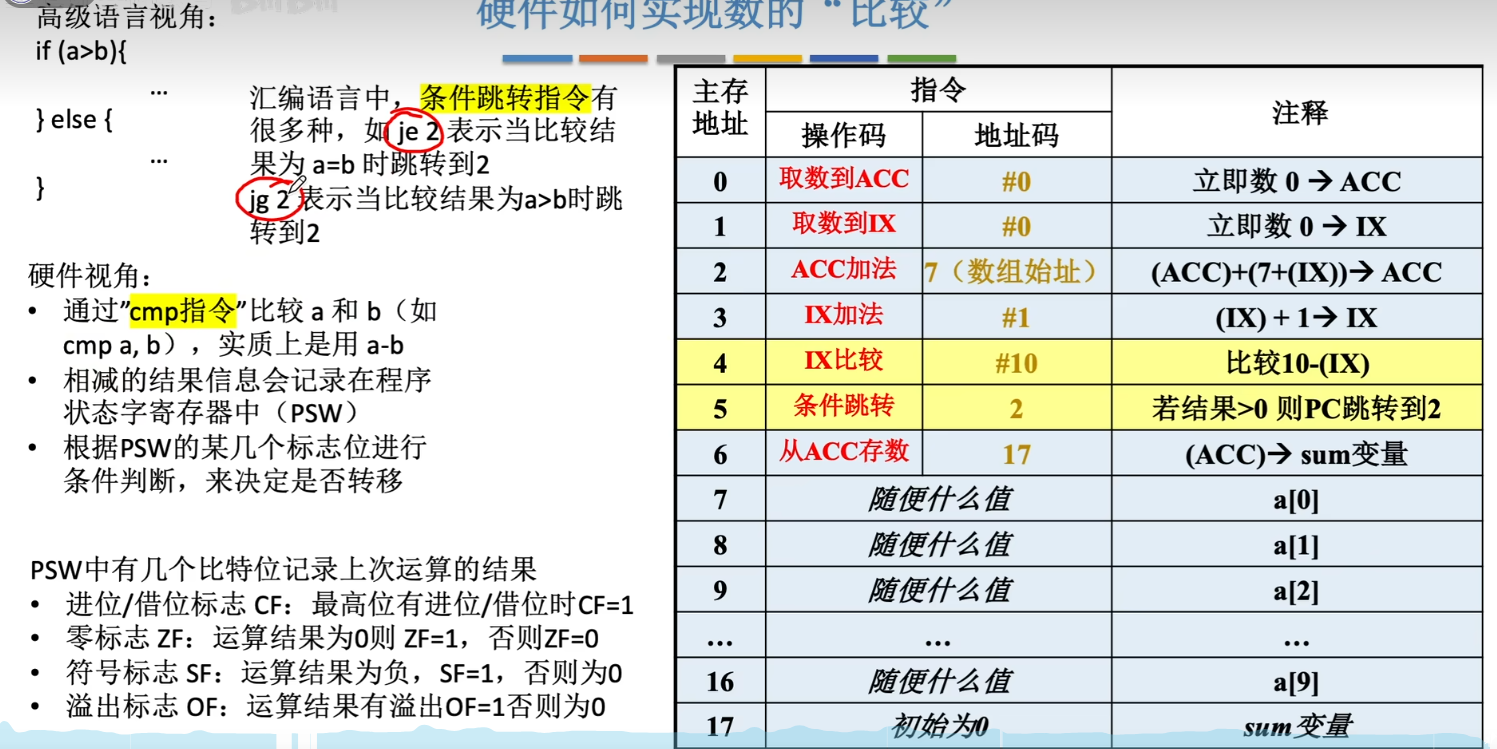 硬件如何实现数的“比较”
高级语言视角：
if (a>b){
...
} else {
...
}
汇编语言中，条件跳转指令有
很多种，如 je 2 表示当比较结
果为 a=b 时跳转到2
jg 2 表示当比较结果为a>b时跳
转到2
硬件视角：
• 通过”cmp指令”比较 a 和 b（如
cmp a, b），实质上是用 a-b
• 相减的结果信息会记录在程序
状态字寄存器中（PSW）
• 根据PSW的某几个标志位进行
条件判断，来决定是否转移
PSW中有几个比特位记录上次运算的结果
• 进位/借位标志 CF：最高位有进位/借位时CF=1
• 零标志 ZF：运算结果为0则 ZF=1，否则ZF=0
• 符号标志 SF：运算结果为负，SF=1，否则为0
• 溢出标志 OF：运算结果有溢出OF=1否则为0
主存地址 指令 注释
操作码 地址码
0 取数到ACC #0 立即数 0 → ACC
1 取数到IX #0 立即数 0 → IX
2 ACC加法 7（数组始址） (ACC)+(7+(IX))→ ACC
3 IX加法 #1 (IX) + 1→ IX
4 IX比较 #10 比较10-(IX)
5 条件跳转 2 若结果>0 则PC跳转到2
6 从ACC存数 17 (ACC)→ sum变量
7 随便什么值 a[0]
8 随便什么值 a[1]
9 随便什么值 a[2]
... ... ...
16 随便什么值 a[9]
17 初始为0 sum变量